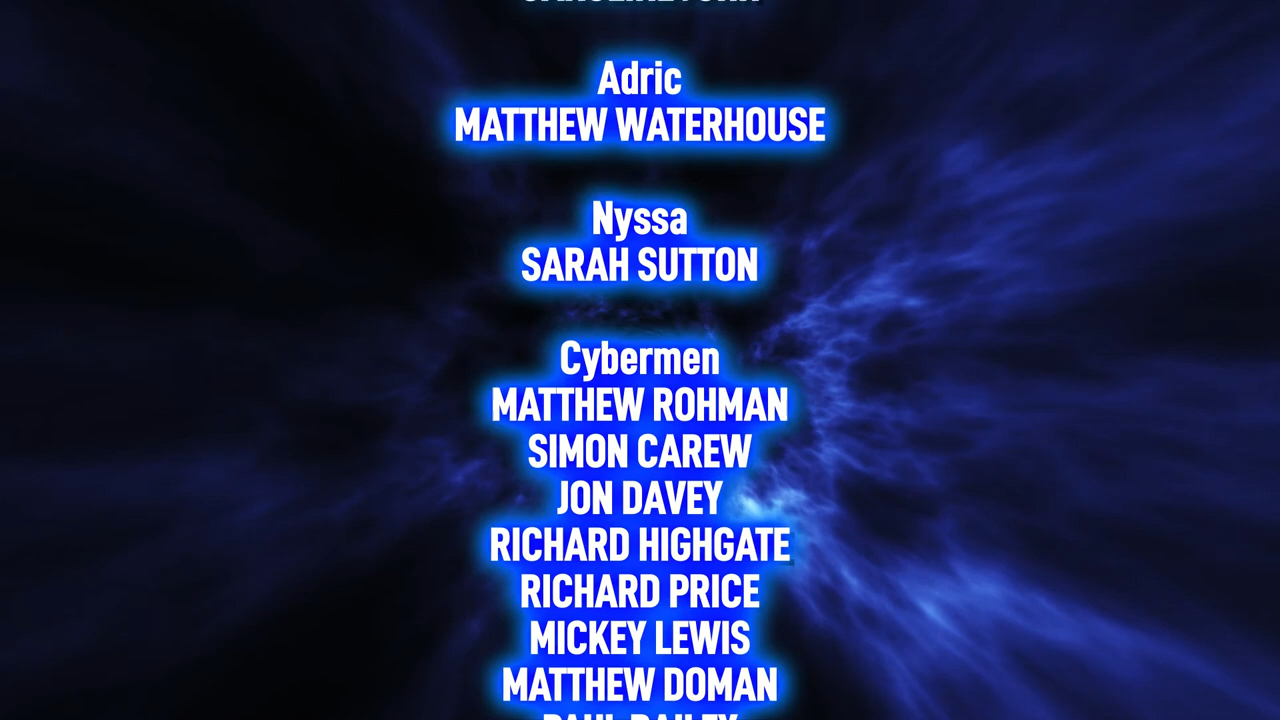 Adric
MATTHEW WATERHOUSE
Nyssa
SARAH SUTTON
Cybermen
MATTHEW ROHMAN
SIMON CAREW
JON DAVEY
RICHARD HIGHGATE
RICHARD PRICE
MICKEY LEWIS
MATTHEW DOMAN